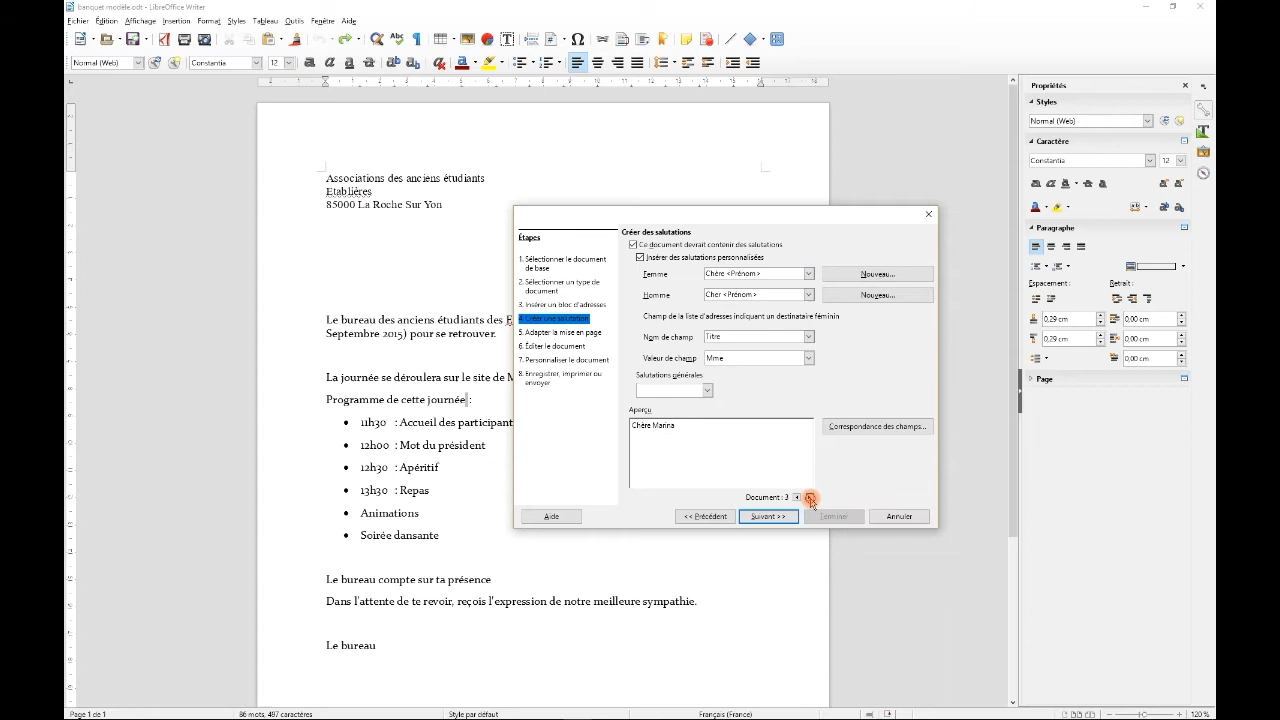 banquet modèle.odt - LibreOffice Writer
Fichier Édition Affichage Insertion Format Styles Tableau Outils Fenêtre Aide
Normal (Web) Constantia 12
Propriétés
Styles
Normal (Web)
Caractère
Constantia 12
Paragraphe
Espacement : Retrait :
0,29 cm 0,00 cm
0,29 cm 0,00 cm
0,00 cm
Page
Associations des anciens étudiants
Etablières
85000 La Roche Sur Yon
Le bureau des anciens étudiants des E
Septembre 2015) pour se retrouver.
La journée se déroulera sur le site de M
Programme de cette journée :
• 11h30 : Accueil des participant
• 12h00 : Mot du président
• 12h30 : Apéritif
• 13h30 : Repas
• Animations
• Soirée dansante
Le bureau compte sur ta présence
Dans l'attente de te revoir, reçois l'expression de notre meilleure sympathie.
Le bureau
Étapes
1. Sélectionner le document
de base
2. Sélectionner un type de
document
3. Insérer un bloc d'adresses
4. Créer une salutation
5. Adapter la mise en page
6. Éditer le document
7. Personnaliser le document
8. Enregistrer, imprimer ou
envoyer
Créer des salutations
Ce document devrait contenir des salutations
Insérer des salutations personnalisées
Femme Chère <Prénom> Nouveau...
Homme Cher <Prénom> Nouveau...
Champ de la liste d'adresses indiquant un destinataire féminin
Nom de champ Titre
Valeur de champ Mme
Salutations générales
Aperçu
Chère Marina
Correspondance des champs...
Document : 3
Aide << Précédent Suivant >> Terminer Annuler
Page 1 de 1 86 mots, 497 caractères Style par défaut Français (France) 120 %